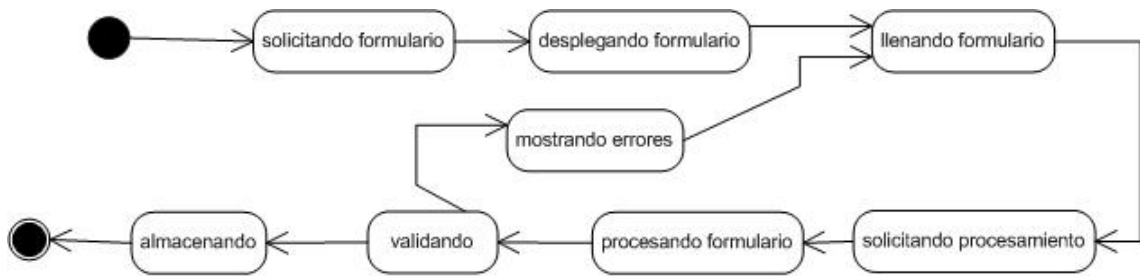 solicitando formulario
desplegando formulario
llenando formulario
mostrando errores
almacenando
validando
procesando formulario
solicitando procesamiento